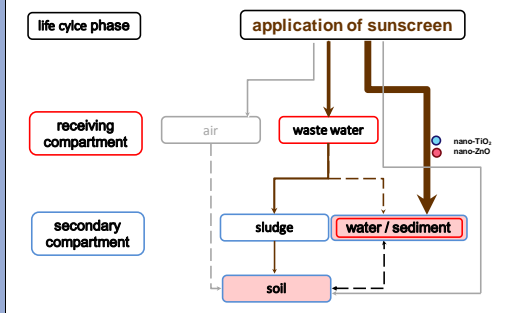 life cylce phase
application of sunscreen
receiving
compartment
air
waste water
nano-TiO₂
nano-ZnO
secondary
compartment
sludge
water / sediment
soil